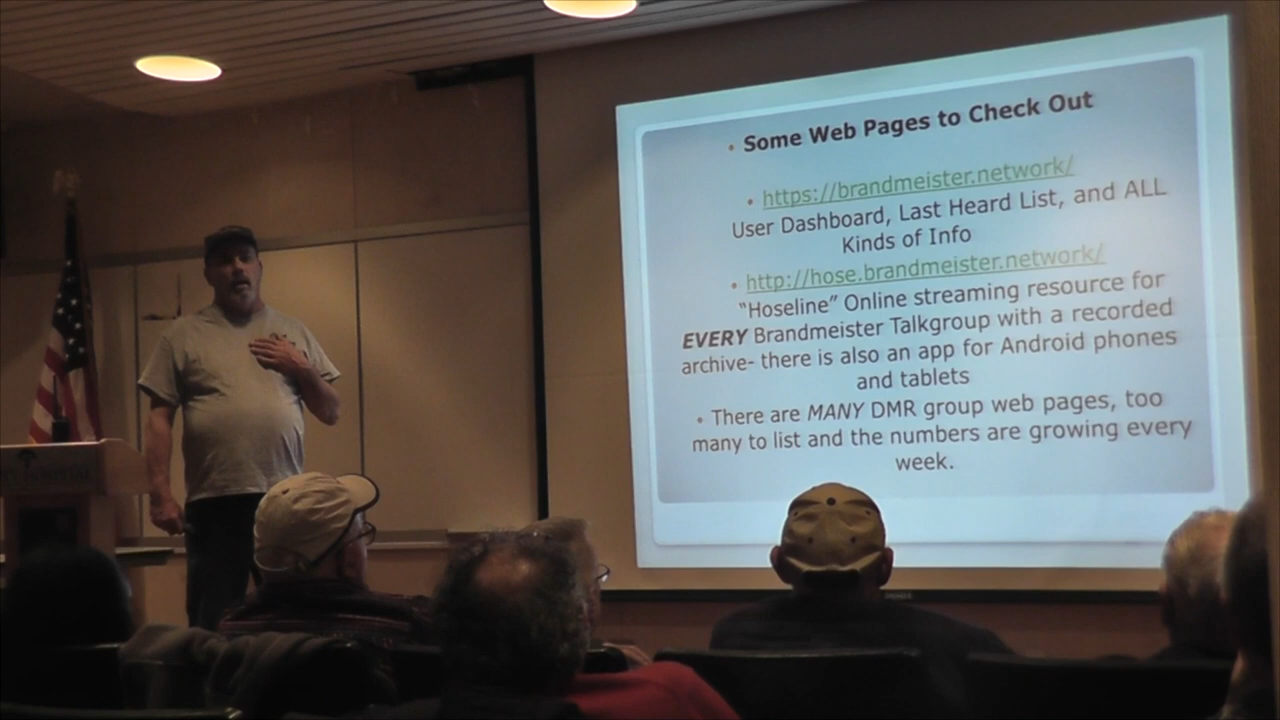 • Some Web Pages to Check Out
• https://brandmeister.network/
User Dashboard, Last Heard List, and ALL
Kinds of Info
• http://hose.brandmeister.network/
“Hoseline” Online streaming resource for
EVERY Brandmeister Talkgroup with a recorded
archive- there is also an app for Android phones
and tablets
• There are MANY DMR group web pages, too
many to list and the numbers are growing every
week.